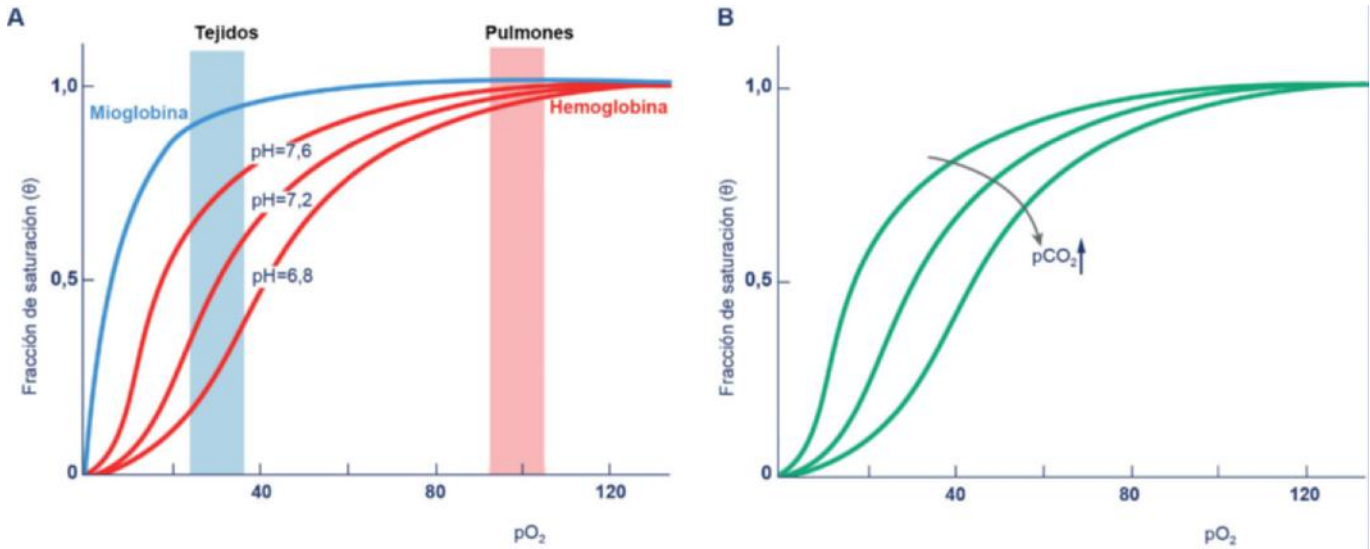 A
Tejidos
Pulmones
1,0
Mioglobina
Hemoglobina
pH=7,6
pH=7,2
pH=6,8
0,5
0
40
80
120
Fracción de saturación (θ)
pO₂
B
1,0
pCO₂
0,5
0
40
80
120
Fracción de saturación (θ)
pO₂